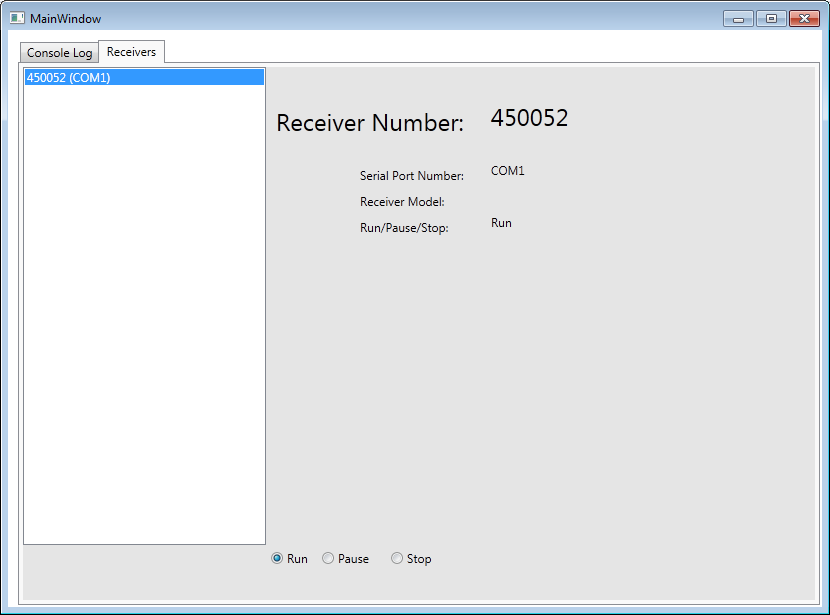 MainWindow
Console Log Receivers
450052 (COM1)
Receiver Number: 450052
Serial Port Number: COM1
Receiver Model:
Run/Pause/Stop: Run
Run Pause Stop